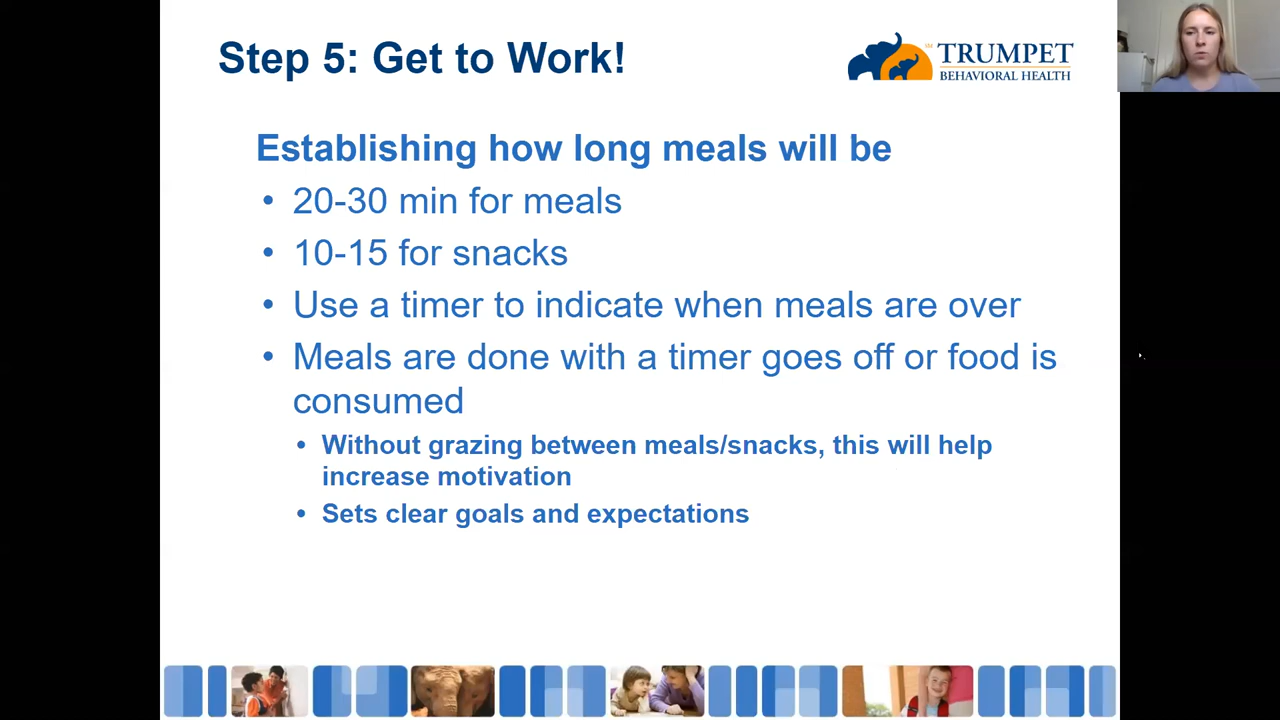 Step 5: Get to Work!
SM
TRUMPET
BEHAVIORAL HEALTH
Establishing how long meals will be
• 20-30 min for meals
• 10-15 for snacks
• Use a timer to indicate when meals are over
• Meals are done with a timer goes off or food is
consumed
• Without grazing between meals/snacks, this will help
increase motivation
• Sets clear goals and expectations